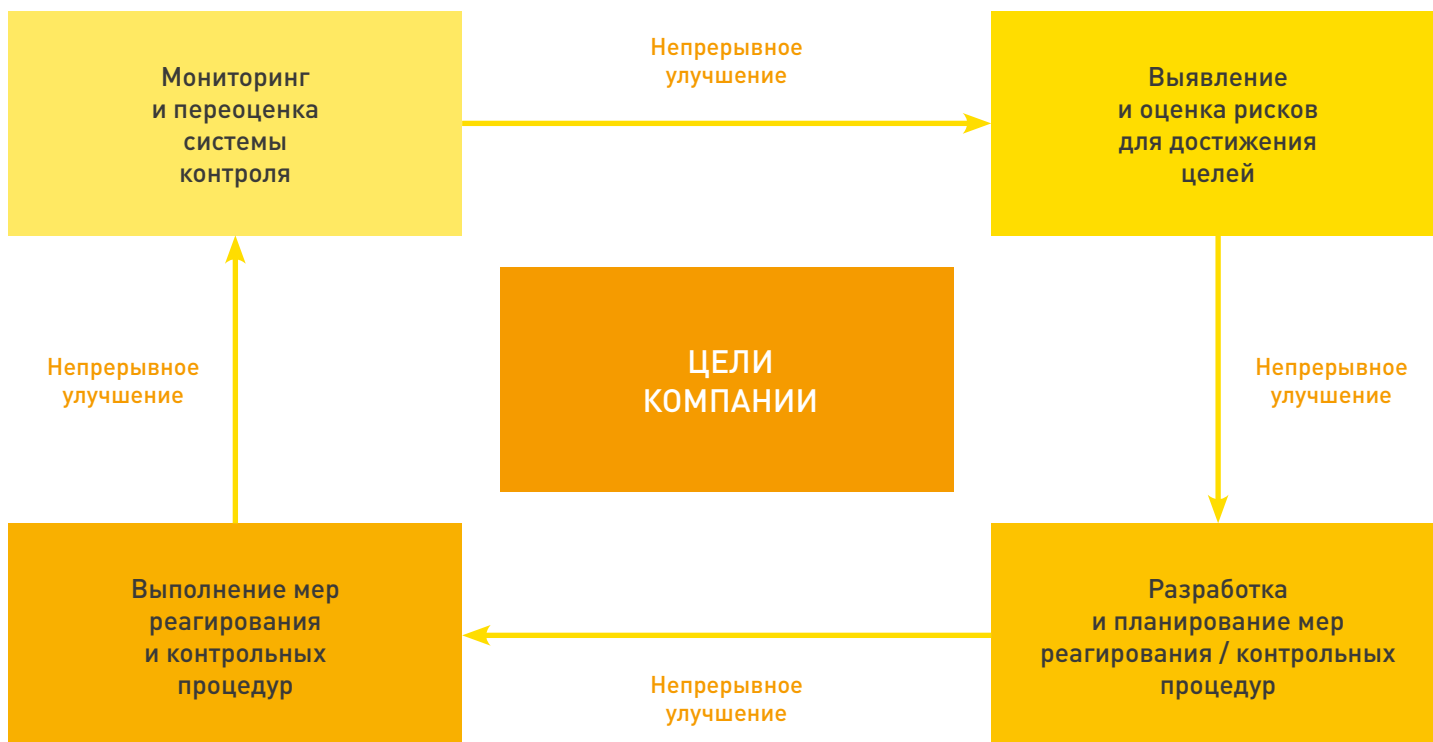 Мониторинг
и переоценка
системы
контроля
Непрерывное
улучшение
Выявление
и оценка рисков
для достижения
целей
Непрерывное
улучшение
ЦЕЛИ
КОМПАНИИ
Непрерывное
улучшение
Выполнение мер
реагирования
и контрольных
процедур
Непрерывное
улучшение
Разработка
и планирование мер
реагирования / контрольных
процедур